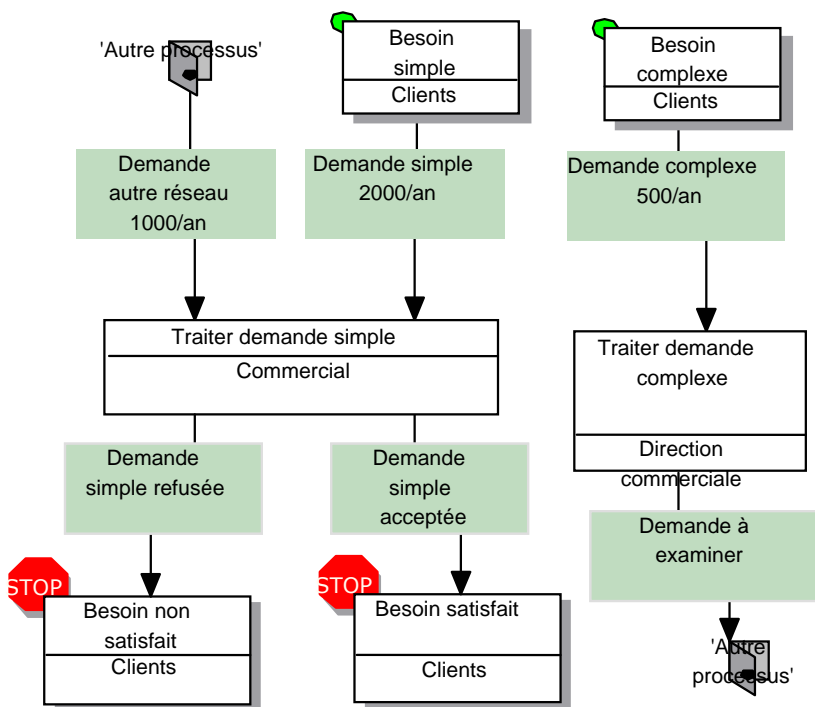 'Autre processus'
Besoin
simple
Clients
Besoin
complexe
Clients
Demande
autre réseau
1000/an
Demande simple
2000/an
Demande complexe
500/an
Traiter demande simple
Commercial
Traiter demande
complexe
Direction
commerciale
Demande
simple refusée
Demande
simple
acceptée
Demande à
examiner
STOP
Besoin non
satisfait
Clients
STOP
Besoin satisfait
Clients
'Autre
processus'